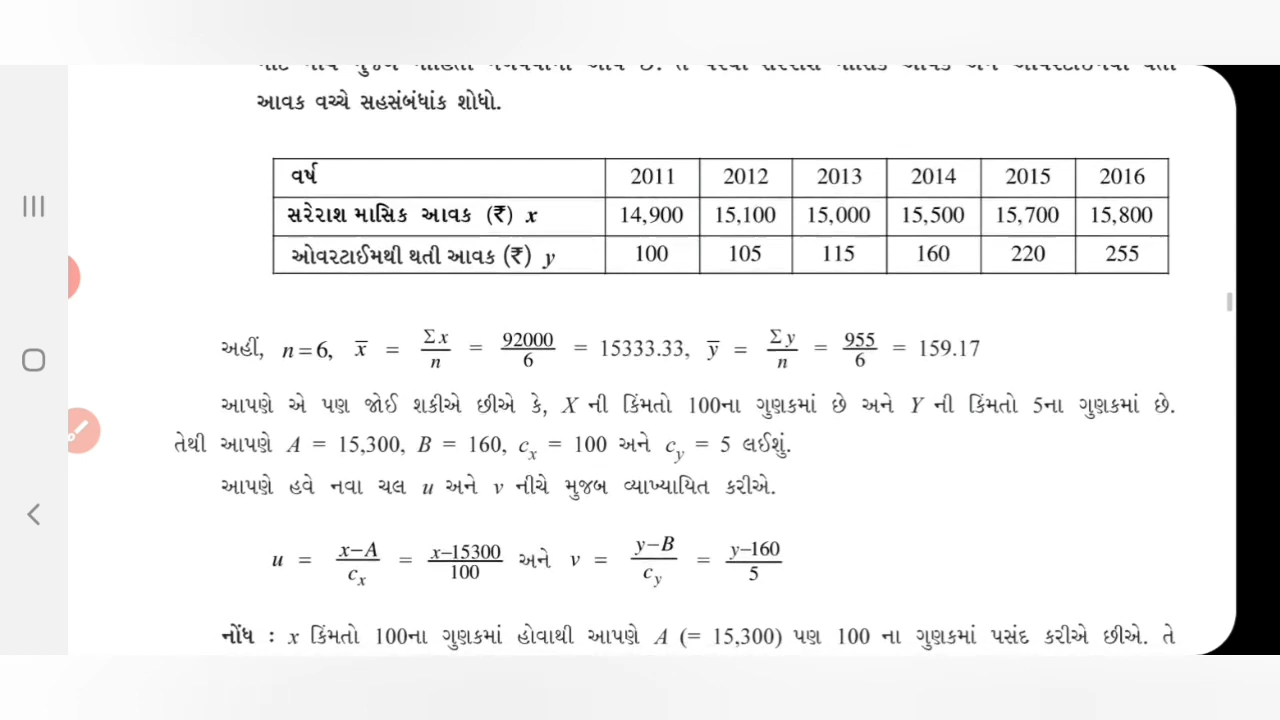 આવક વચ્ચે સહસંબંધાંક શોધો.
વર્ષ 2011 2012 2013 2014 2015 2016
સરેરાશ માસિક આવક (₹) x 14,900 15,100 15,000 15,500 15,700 15,800
ઓવરટાઈમથી થતી આવક (₹) y 100 105 115 160 220 255
અહીં, n = 6, x̄ = Σx/n = 92000/6 = 15333.33, ȳ = Σy/n = 955/6 = 159.17
આપણે એ પણ જોઈ શકીએ છીએ કે, X ની કિંમતો 100ના ગુણકમાં છે અને Y ની કિંમતો 5ના ગુણકમાં છે.
તેથી આપણે A = 15,300, B = 160, cₓ = 100 અને c_y = 5 લઈશું.
આપણે હવે નવા ચલ u અને v નીચે મુજબ વ્યાખ્યાયિત કરીએ.
u = x–A/cₓ = x–15300/100 અને v = y–B/c_y = y–160/5
નોંધ : x કિંમતો 100ના ગુણકમાં હોવાથી આપણે A (= 15,300) પણ 100 ના ગુણકમાં પસંદ કરીએ છીએ. તે